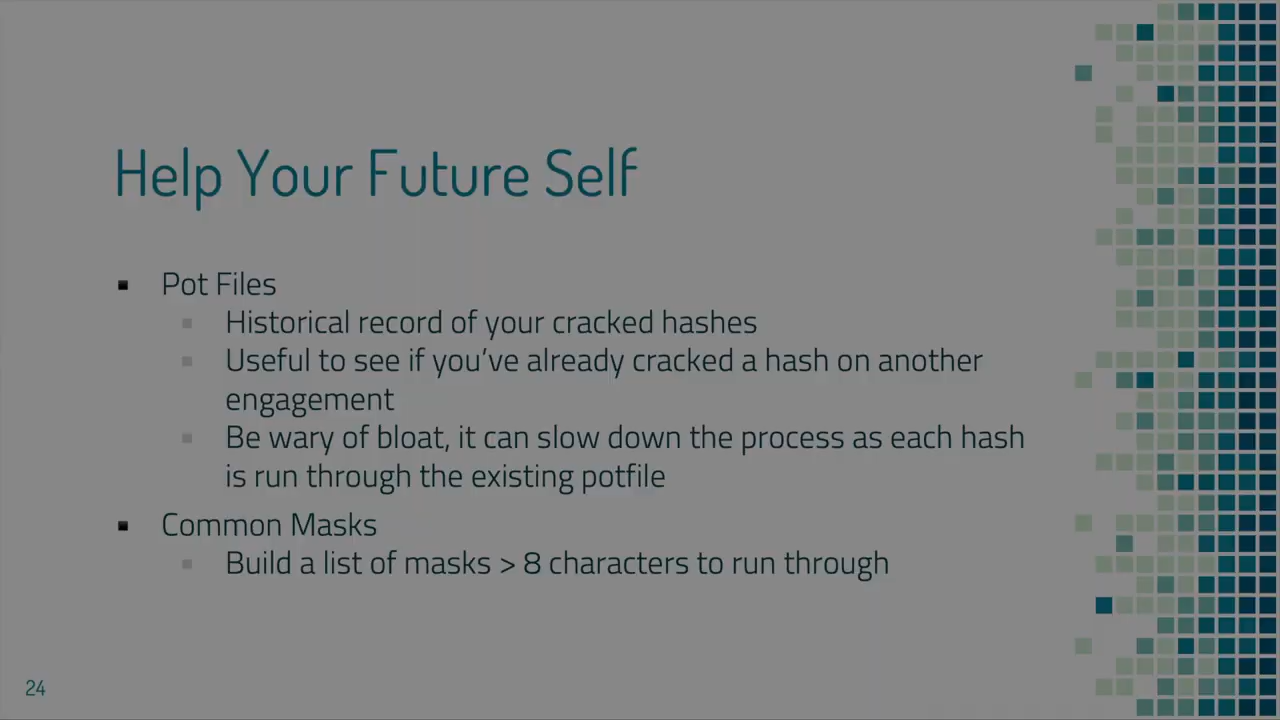 Help Your Future Self
Pot Files
Historical record of your cracked hashes
Useful to see if you've already cracked a hash on another
engagement
Be wary of bloat, it can slow down the process as each hash
is run through the existing potfile
Common Masks
Build a list of masks > 8 characters to run through
24